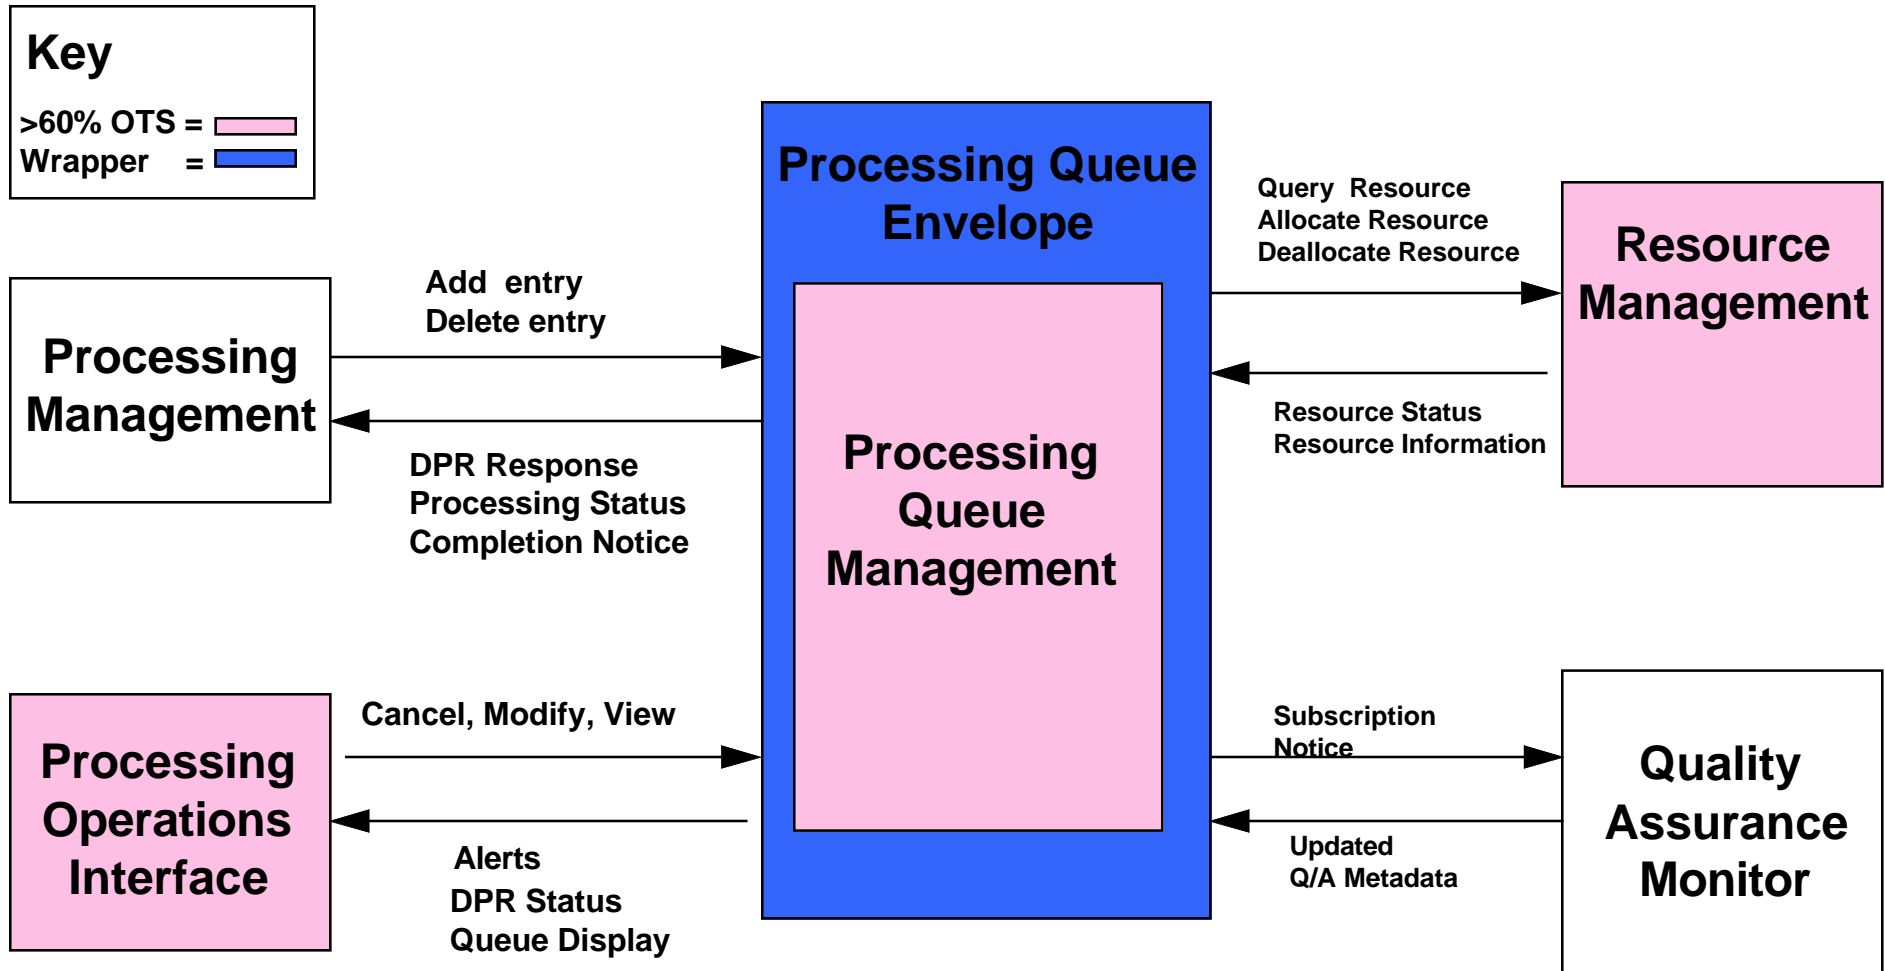 Key
>60% OTS =
Wrapper =
Processing Queue
Envelope
Processing
Queue
Management
Processing
Management
Add entry
Delete entry
DPR Response
Processing Status
Completion Notice
Processing
Operations
Interface
Cancel, Modify, View
Alerts
DPR Status
Queue Display
Query Resource
Allocate Resource
Deallocate Resource
Resource
Management
Resource Status
Resource Information
Subscription
Notice
Quality
Assurance
Monitor
Updated
Q/A Metadata